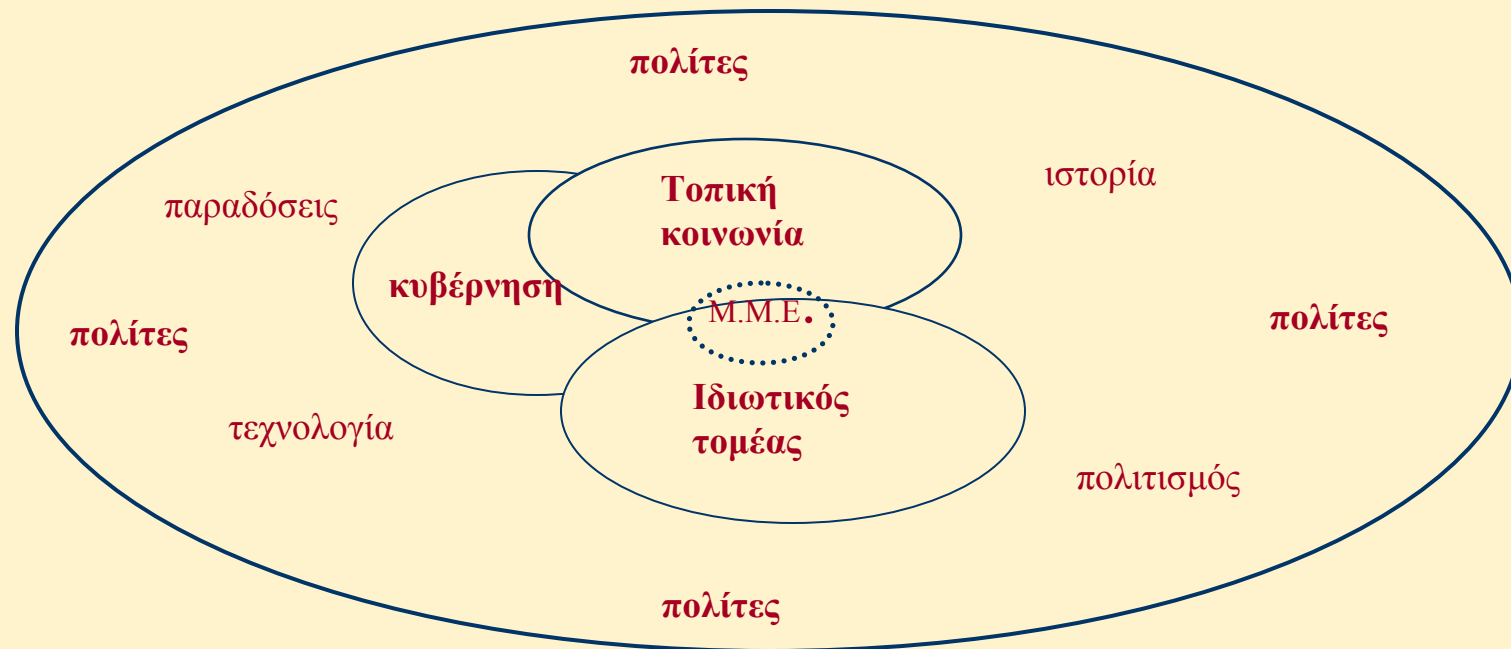 πολίτες
ιστορία
παραδόσεις
Τοπική
κοινωνία
κυβέρνηση
Μ.Μ.Ε.
πολίτες
πολίτες
Ιδιωτικός
τομέας
τεχνολογία
πολιτισμός
πολίτες